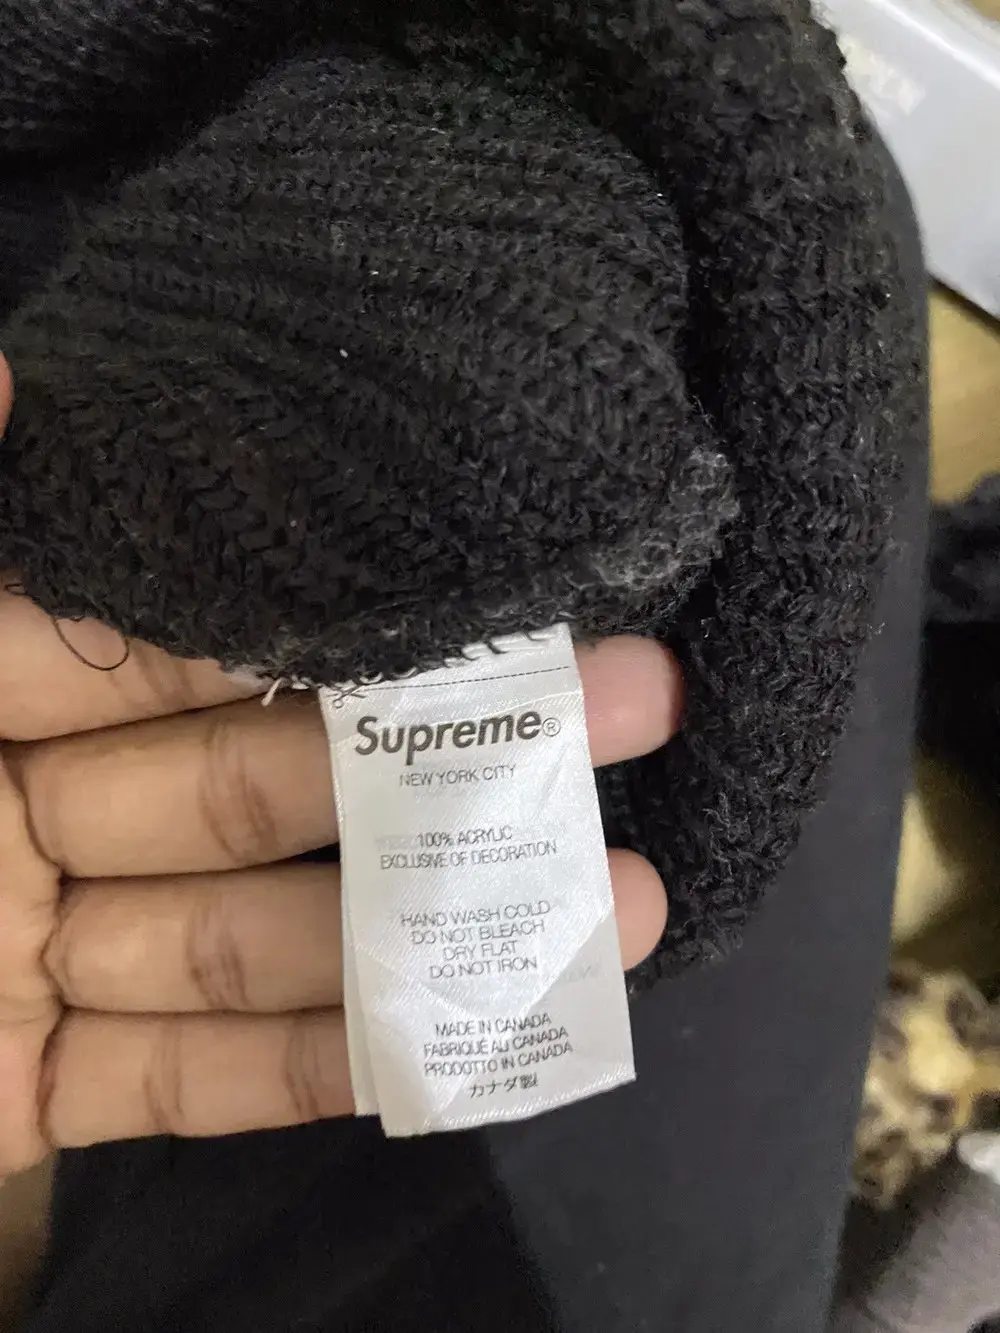 Supreme®
NEW YORK CITY
100% ACRYLIC
EXCLUSIVE OF DECORATION
HAND WASH COLD
DO NOT BLEACH
DRY FLAT
DO NOT IRON
MADE IN CANADA
FABRIQUÉ AU CANADA
PRODOTTO IN CANADA
カナダ製